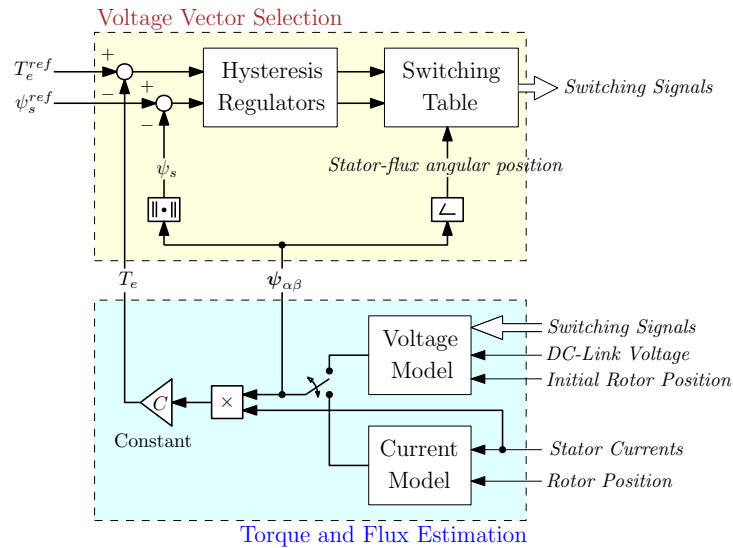 Voltage Vector Selection
T_e^{ref}
+
−
ψ_s^{ref}
+
−
Hysteresis
Regulators
Switching
Table
Switching Signals
ψ_s
Stator-flux angular position
‖•‖
∠
T_e
ψ_{αβ}
Voltage
Model
Switching Signals
DC-Link Voltage
Initial Rotor Position
C
×
Constant
Current
Model
Stator Currents
Rotor Position
Torque and Flux Estimation